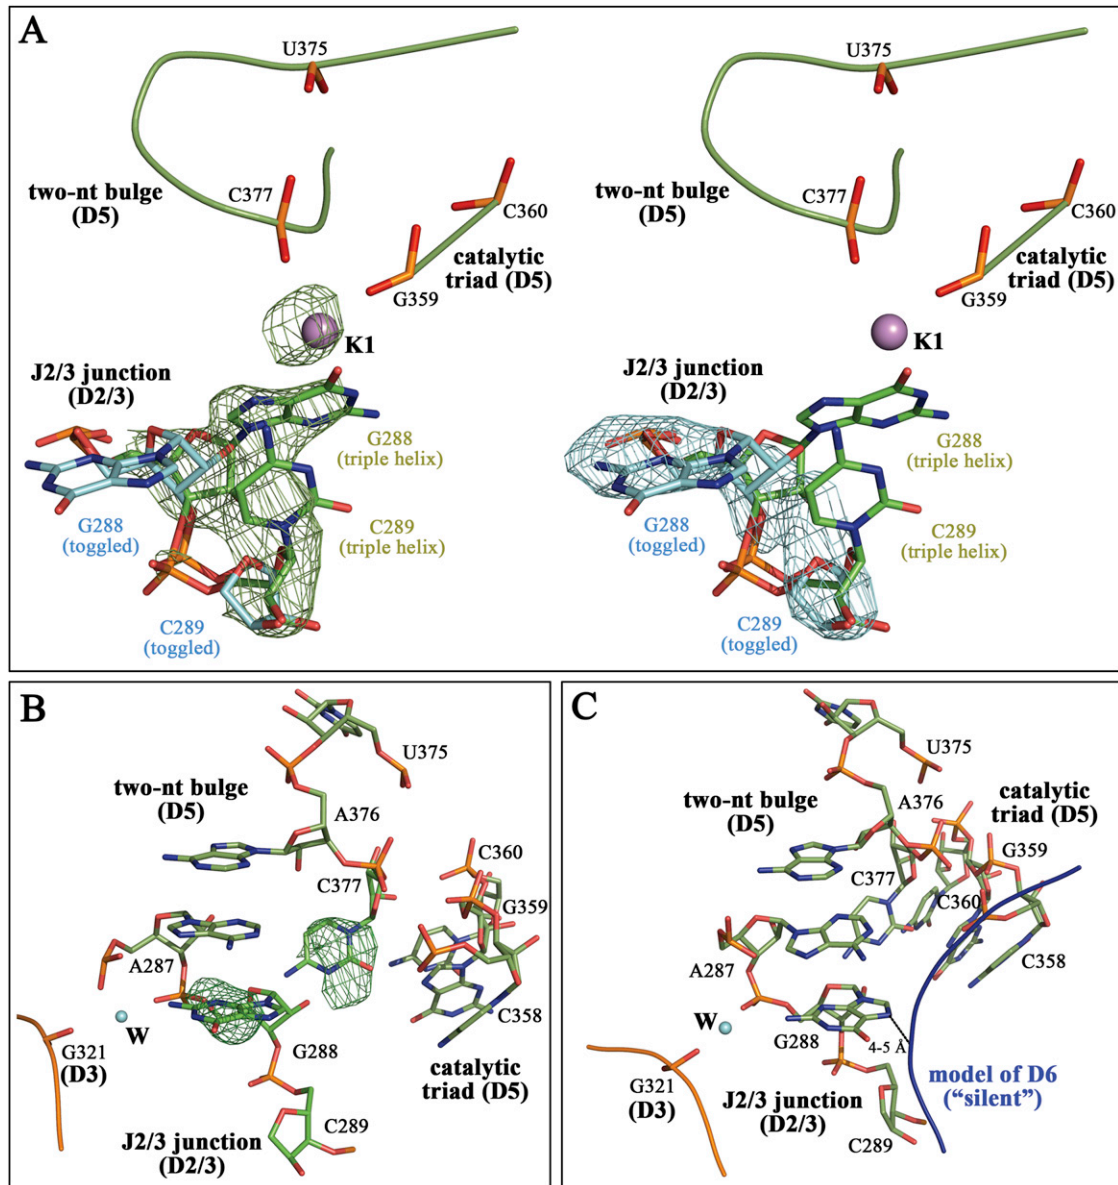 A
U375
two-nt bulge
(D5)
C377
C360
catalytic
triad (D5)
G359
K1
J2/3 junction
(D2/3)
G288
(triple helix)
G288
(toggled)
C289
(triple helix)
C289
(toggled)
U375
two-nt bulge
(D5)
C377
C360
catalytic
triad (D5)
G359
K1
J2/3 junction
(D2/3)
G288
(triple helix)
G288
(toggled)
C289
(triple helix)
C289
(toggled)
B
U375
two-nt bulge
(D5)
A376
C360
C377
G359
A287
W
C358
G321
(D3)
G288
catalytic
triad (D5)
C289
J2/3 junction
(D2/3)
C
U375
two-nt bulge
(D5)
A376
catalytic
triad (D5)
G359
C377
C360
A287
C358
W
G288
4-5 Å
G321
(D3)
model of D6
(“silent”)
J2/3 junction
(D2/3)
C289